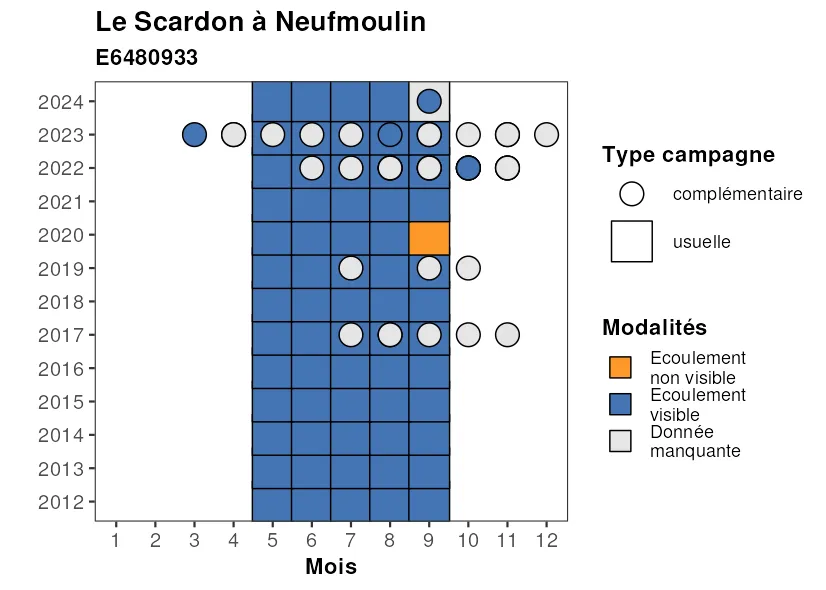 Le Scardon à Neufmoulin
E6480933
2024
2023
2022
2021
2020
2019
2018
2017
2016
2015
2014
2013
2012
1 2 3 4 5 6 7 8 9 10 11 12
Mois
Type campagne
complémentaire
usuelle
Modalités
Ecoulement
non visible
Ecoulement
visible
Donnée
manquante